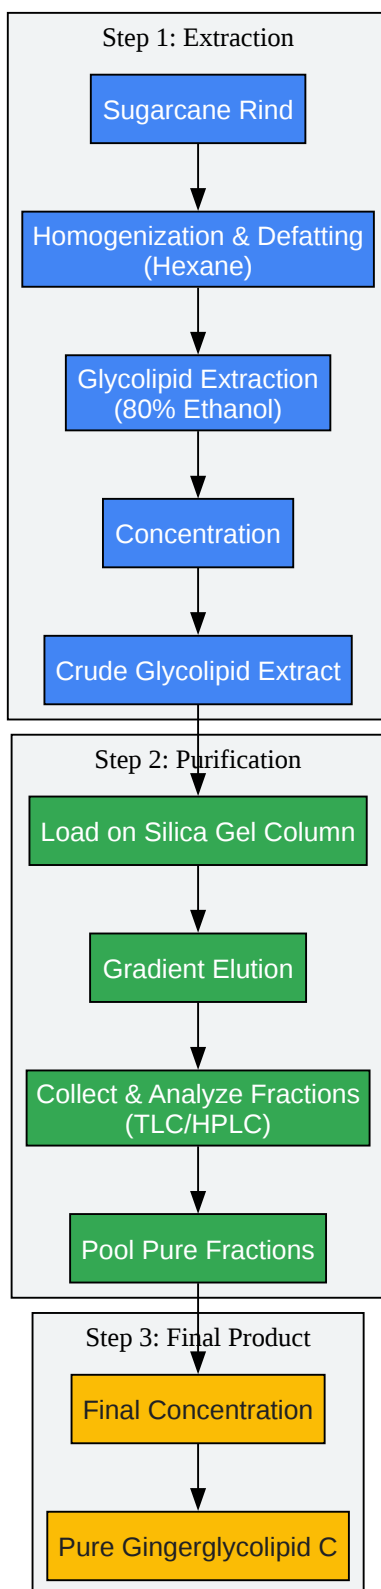 Step 1: Extraction
Sugarcane Rind
Homogenization & Defatting
(Hexane)
Glycolipid Extraction
(80% Ethanol)
Concentration
Crude Glycolipid Extract
Step 2: Purification
Load on Silica Gel Column
Gradient Elution
Collect & Analyze Fractions
(TLC/HPLC)
Pool Pure Fractions
Step 3: Final Product
Final Concentration
Pure Gingerglycolipid C